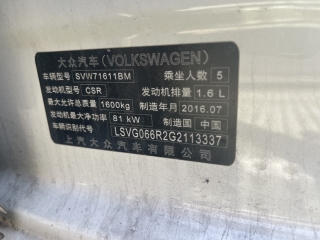 大众汽车(VOLKSWAGEN)
车辆型号 SVW71611BM 乘坐人数 5
发动机型号 CSR 发动机排量 1.6 L
最大允许总质量 1600kg 制造年月 2016.07
发动机最大净功率 81 kW 制造国 中国
车辆识别代号 LSVG066R2G2113337
上汽大众汽车有限公司